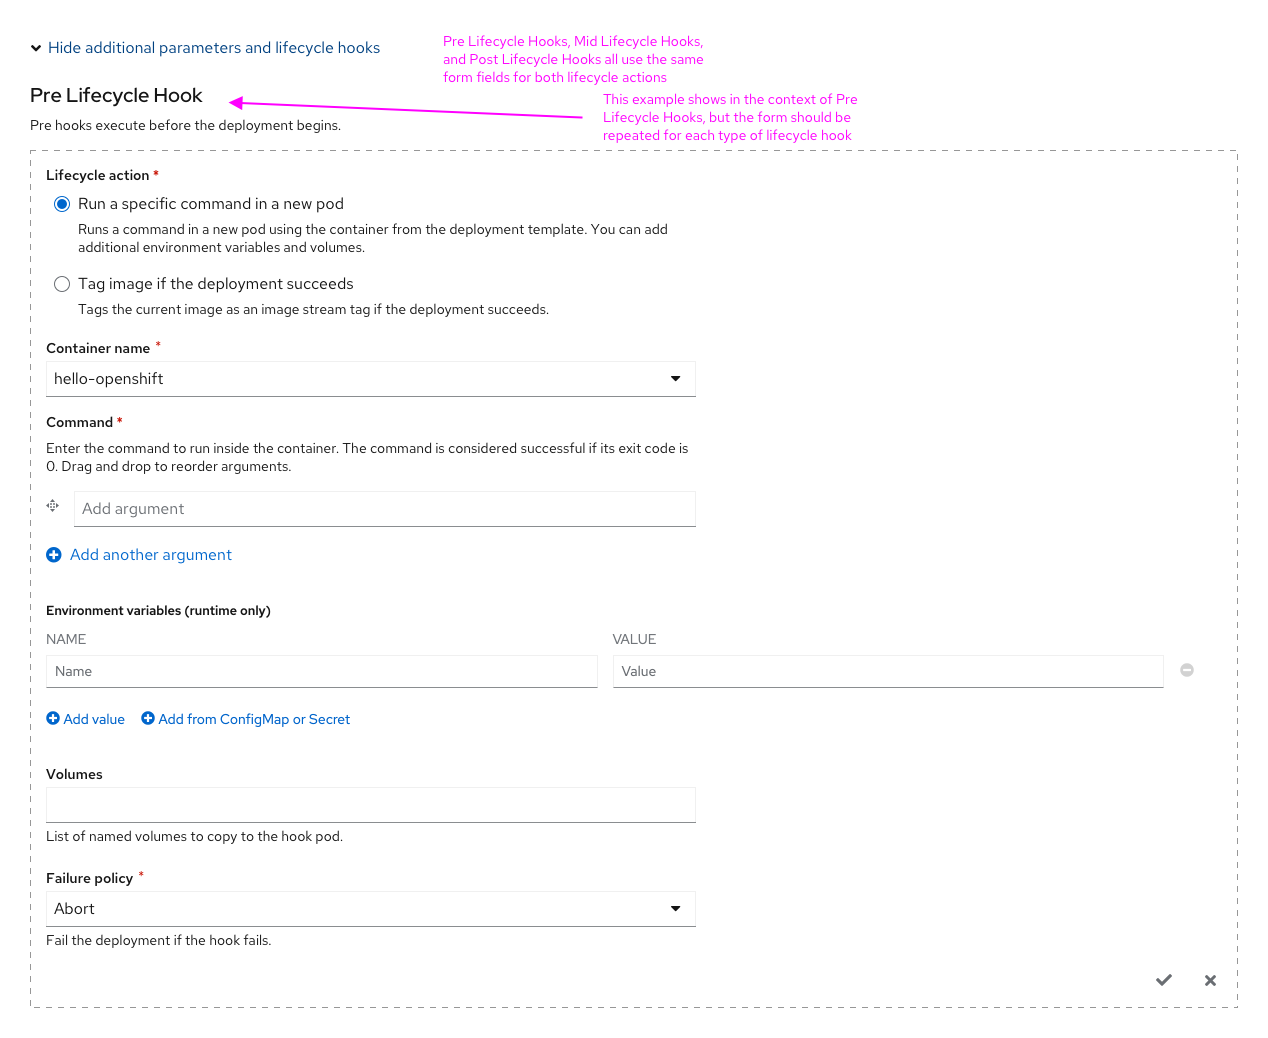 Hide additional parameters and lifecycle hooks
Pre Lifecycle Hooks, Mid Lifecycle Hooks,
and Post Lifecycle Hooks all use the same
form fields for both lifecycle actions
Pre Lifecycle Hook
This example shows in the context of Pre
Lifecycle Hooks, but the form should be
repeated for each type of lifecycle hook
Pre hooks execute before the deployment begins.
Lifecycle action *
Run a specific command in a new pod
Runs a command in a new pod using the container from the deployment template. You can add
additional environment variables and volumes.
Tag image if the deployment succeeds
Tags the current image as an image stream tag if the deployment succeeds.
Container name *
hello-openshift
Command *
Enter the command to run inside the container. The command is considered successful if its exit code is
0. Drag and drop to reorder arguments.
Add argument
Add another argument
Environment variables (runtime only)
NAME VALUE
Name Value
Add value Add from ConfigMap or Secret
Volumes
List of named volumes to copy to the hook pod.
Failure policy *
Abort
Fail the deployment if the hook fails.